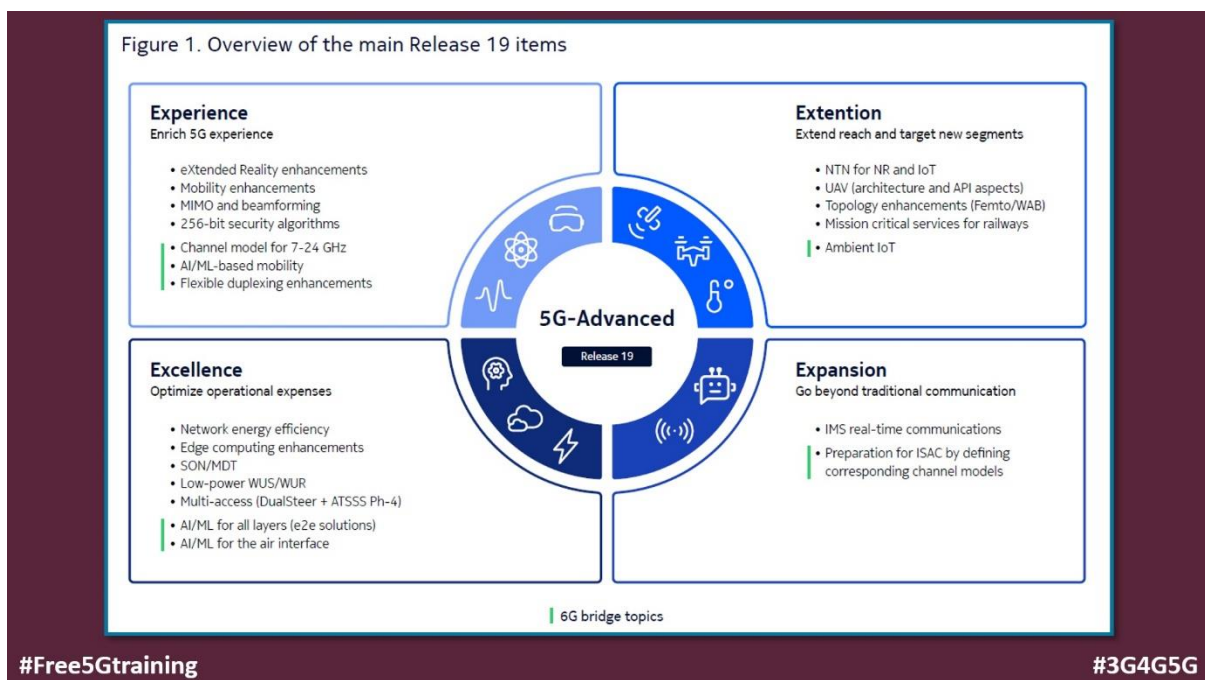 Figure 1. Overview of the main Release 19 items
Experience
Enrich 5G experience
• eXtended Reality enhancements
• Mobility enhancements
• MIMO and beamforming
• 256-bit security algorithms
• Channel model for 7-24 GHz
• AI/ML-based mobility
• Flexible duplexing enhancements
Extention
Extend reach and target new segments
• NTN for NR and IoT
• UAV (architecture and API aspects)
• Topology enhancements (Femto/WAB)
• Mission critical services for railways
• Ambient IoT
5G-Advanced
Release 19
Excellence
Optimize operational expenses
• Network energy efficiency
• Edge computing enhancements
• SON/MDT
• Low-power WUS/WUR
• Multi-access (DualSteer + ATSSS Ph-4)
• AI/ML for all layers (e2e solutions)
• AI/ML for the air interface
Expansion
Go beyond traditional communication
• IMS real-time communications
• Preparation for ISAC by defining
corresponding channel models
6G bridge topics
#Free5Gtraining
#3G4G5G